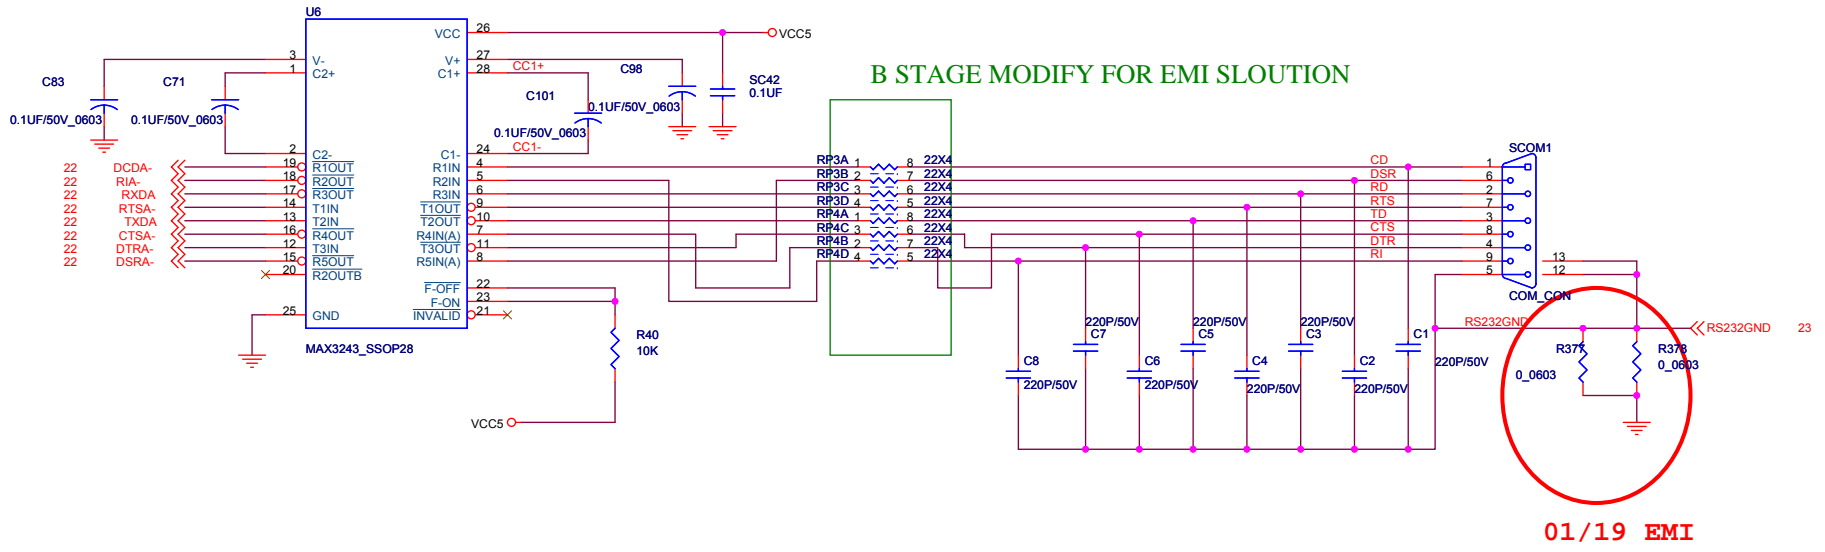 U6
VCC 26
VCC5
3 V-
V+ 27
1 C2+
C1+ 28 CC1+
C83
C71
C98
C101
SC42
0.1UF
0.1UF/50V_0603
0.1UF/50V_0603
0.1UF/50V_0603
0.1UF/50V_0603
B STAGE MODIFY FOR EMI SLOUTION
2 C2-
C1- 24 CC1-
22 DCDA- 19 R1OUT
R1IN 4
22 RIA- 18 R2OUT
R2IN 5
22 RXDA 17 R3OUT
R3IN 6
22 RTSA- 14 T1IN
T1OUT 9
22 TXDA 13 T2IN
T2OUT 10
22 CTSA- 16 R4OUT
R4IN(A) 7
22 DTRA- 12 T3IN
T3OUT 11
22 DSRA- 15 R5OUT
R5IN(A) 8
20 R2OUTB
F-OFF 22
F-ON 23
25 GND
INVALID 21
MAX3243_SSOP28
R40
10K
VCC5
RP3A 1 8 22X4 CD 1
RP3B 2 7 22X4 DSR 6
RP3C 3 6 22X4 RD 2
RP3D 4 5 22X4 RTS 7
RP4A 1 8 22X4 TD 3
RP4C 3 6 22X4 CTS 8
RP4B 2 7 22X4 DTR 4
RP4D 4 5 22X4 RI 9
5
SCOM1
13
12
COM_CON
RS232GND
RS232GND 23
C8
220P/50V
220P/50V
C7
C6
220P/50V
220P/50V
C5
C4
220P/50V
220P/50V
C3
C2
220P/50V
C1
220P/50V
R377
0_0603
R378
0_0603
01/19 EMI